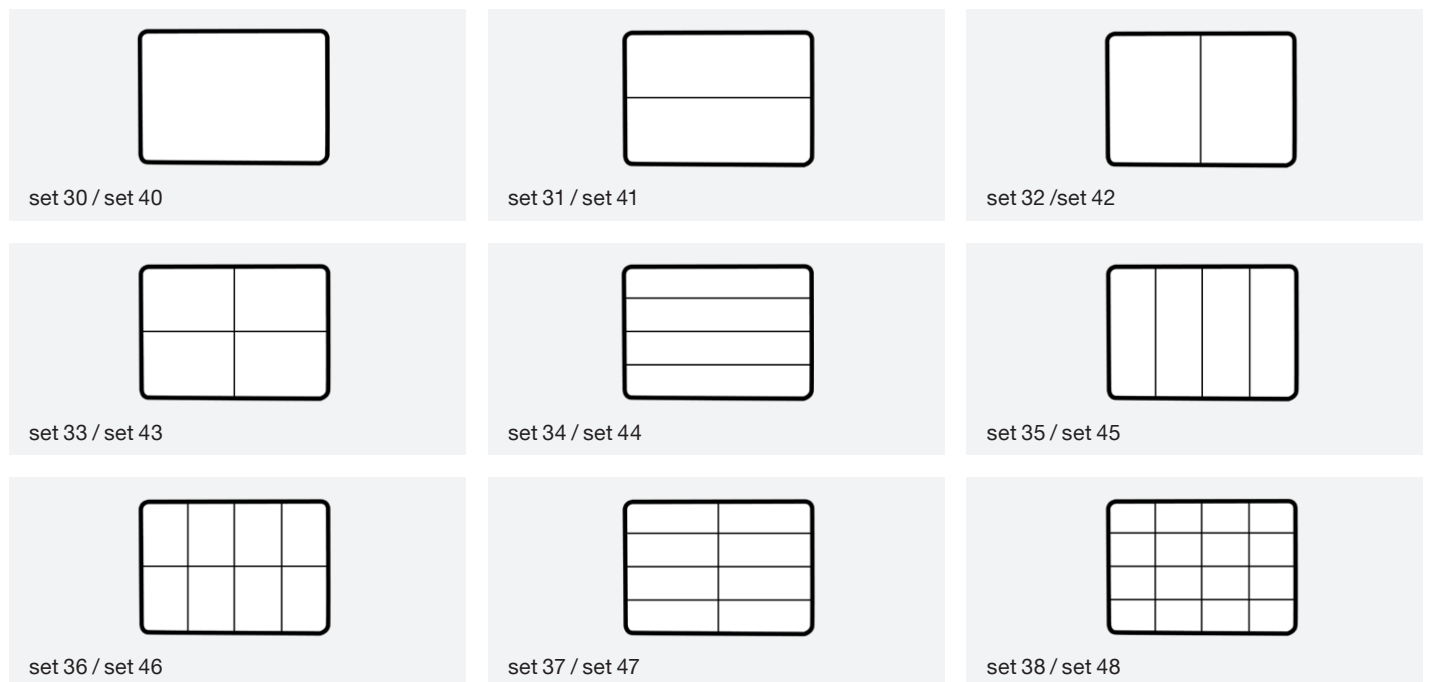 set 30 / set 40
set 31 / set 41
set 32 /set 42
set 33 / set 43
set 34 / set 44
set 35 / set 45
set 36 / set 46
set 37 / set 47
set 38 / set 48